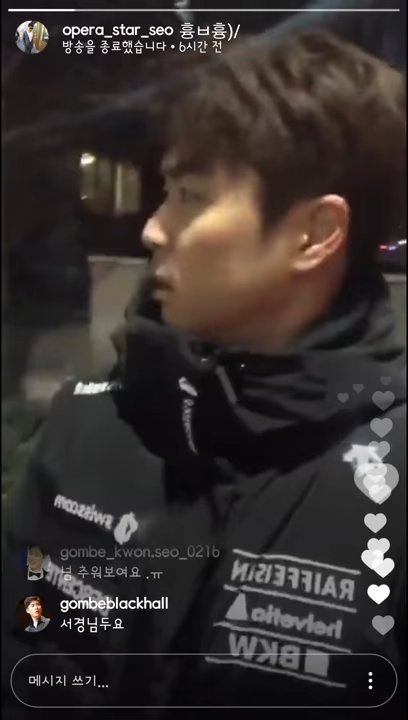 opera_star_seo 흉ㅂ흉)/
방송을 종료했습니다 • 6시간 전
swisscom
RAIFFEISEN
helvetia
BKW
gombe_kwon.seo_0216
넘 추워보여요 .ㅠ
gombeblackhall
서경님두요
메시지 쓰기...